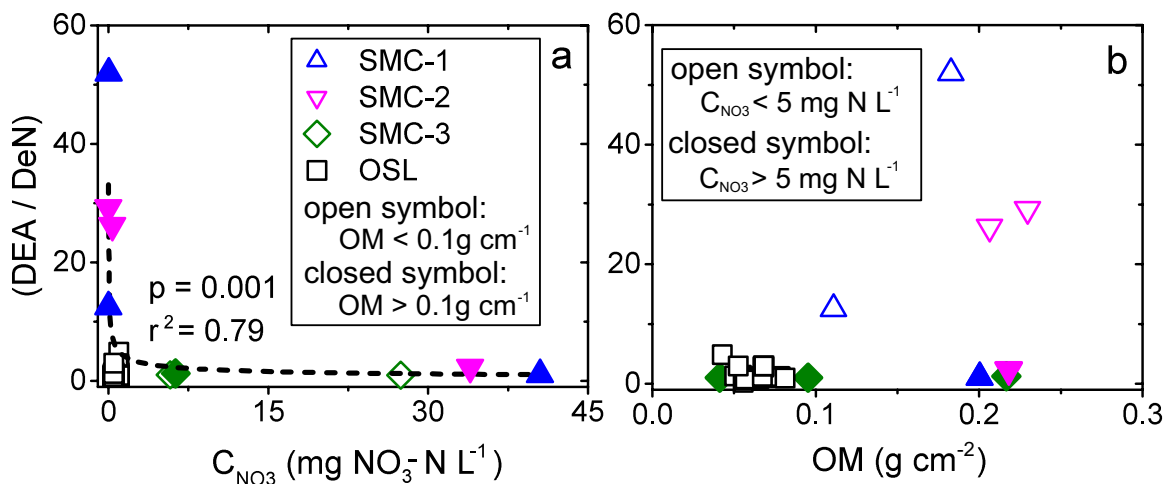 60
40
20
0
(DEA / DeN)
a
SMC-1
SMC-2
SMC-3
OSL
open symbol:
OM < 0.1g cm⁻¹
closed symbol:
OM > 0.1g cm⁻¹
p = 0.001
r² = 0.79
0 15 30 45
C_NO3 (mg NO₃⁻-N L⁻¹)
60
40
20
0
b
open symbol:
C_NO3 < 5 mg N L⁻¹
closed symbol:
C_NO3 > 5 mg N L⁻¹
0.0 0.1 0.2 0.3
OM (g cm⁻²)